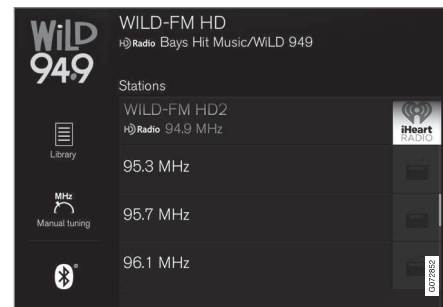 WiLD
94.9
WILD-FM HD
HD Radio Bays Hit Music/WiLD 949
Stations
WILD-FM HD2
HD Radio 94.9 MHz
iHeart
RADIO
Library
95.3 MHz
MHz
Manual tuning
95.7 MHz
96.1 MHz
G072852